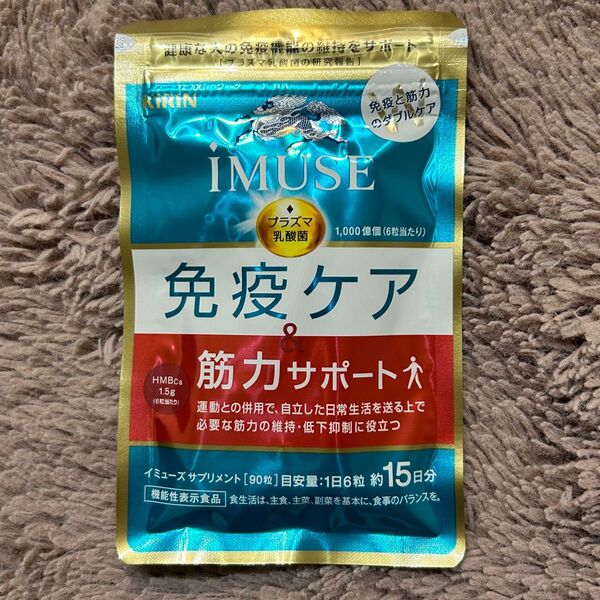 健康な人の免疫機能の維持をサポート
[プラズマ乳酸菌の研究報告]
KIRIN
免疫と筋力
のダブルケア
iMUSE
プラズマ
乳酸菌
1,000億個(6粒当たり)
免疫ケア
&
筋力サポート
HMBCa
1.5g
(6粒当たり)
運動との併用で、自立した日常生活を送る上で
必要な筋力の維持・低下抑制に役立つ
イミューズ サプリメント [90粒] 目安量:1日6粒 約15日分
機能性表示食品 食生活は、主食、主菜、副菜を基本に、食事のバランスを。